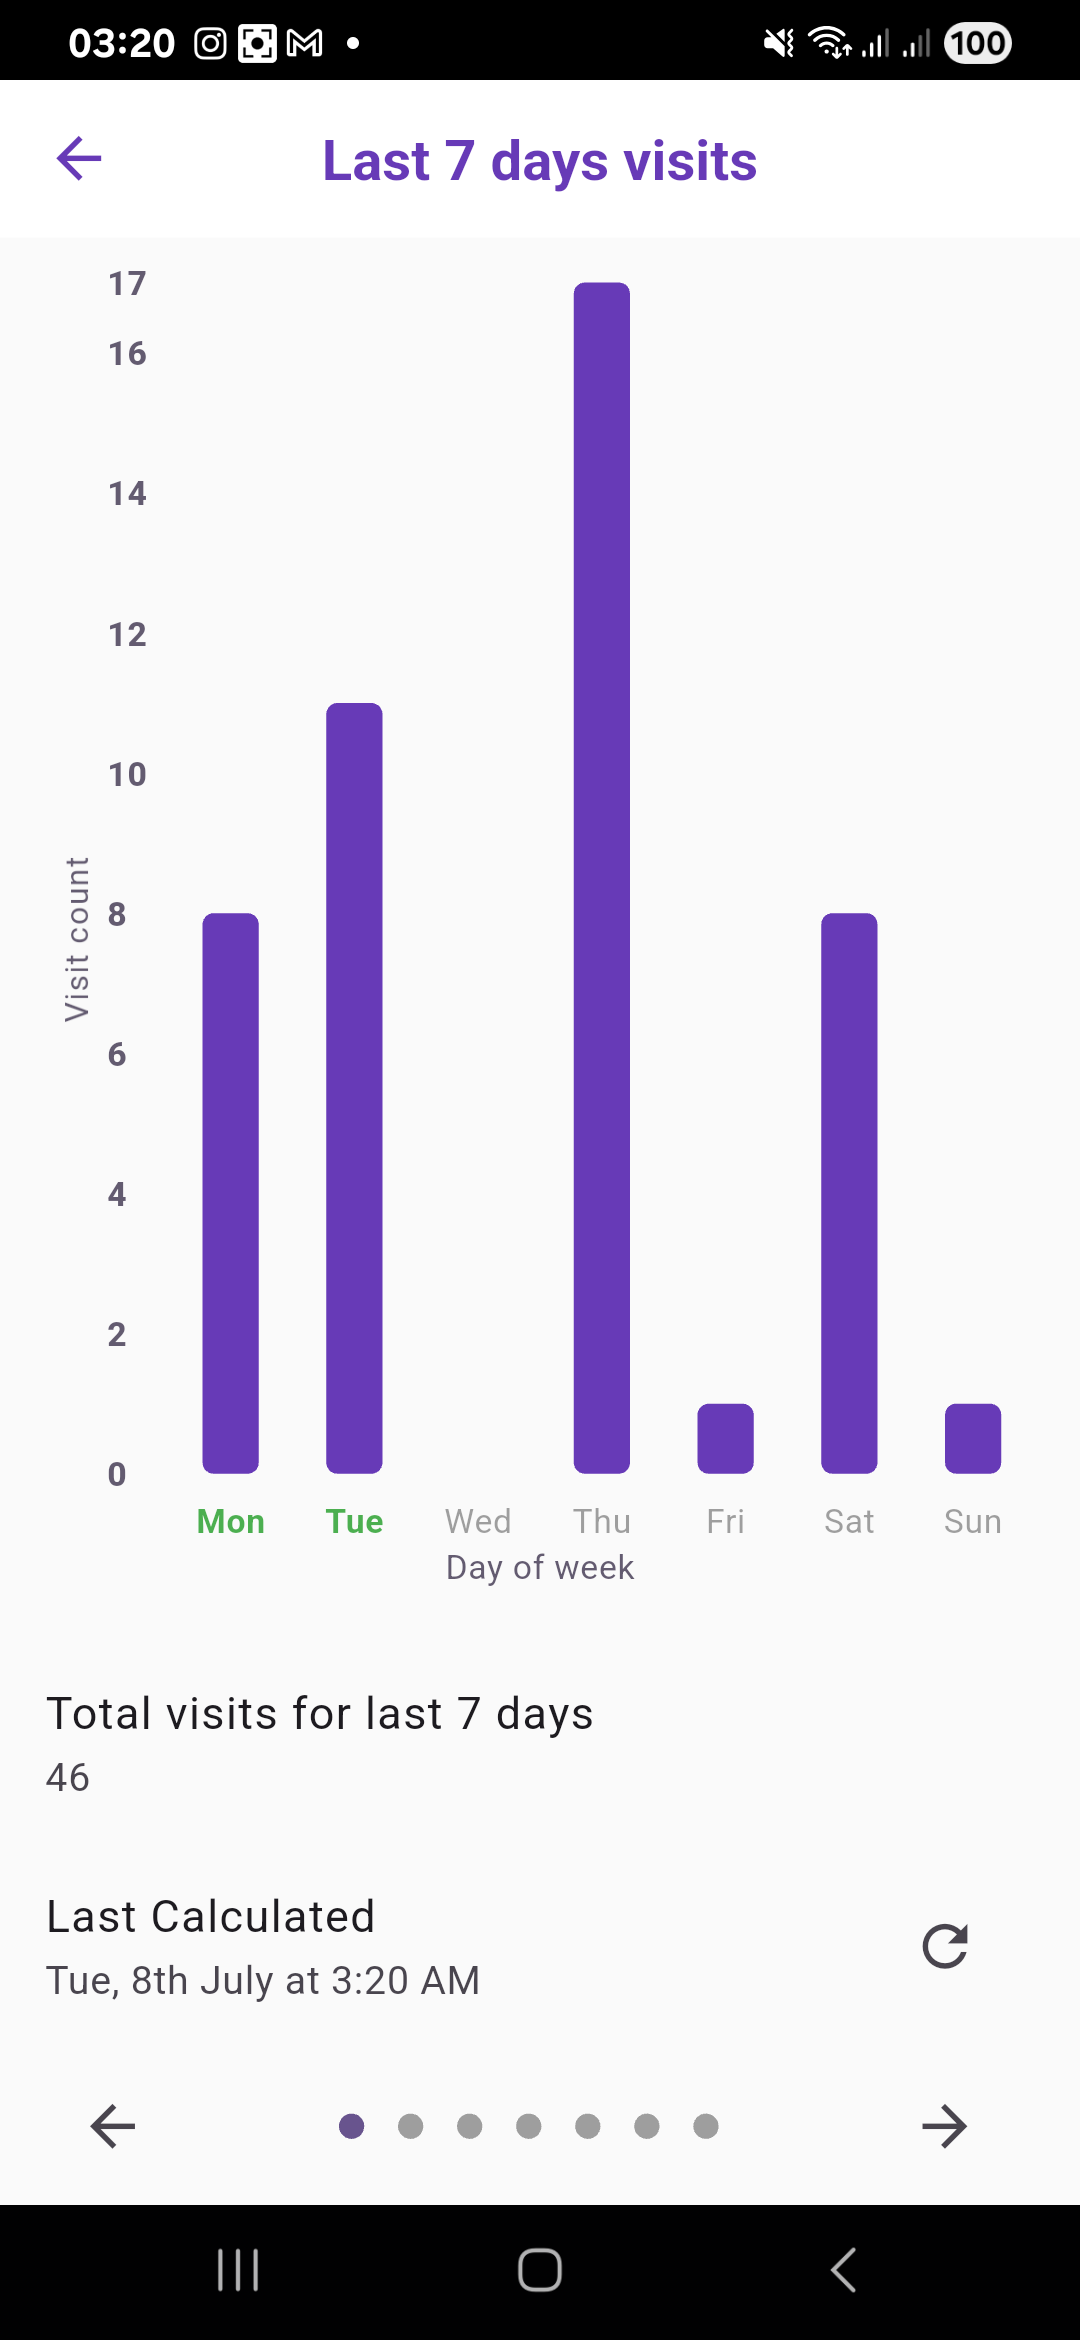 03:20 100
Last 7 days visits
17
16
14
12
10
8
6
4
2
0
Visit count
Mon Tue Wed Thu Fri Sat Sun
Day of week
Total visits for last 7 days
46
Last Calculated
Tue, 8th July at 3:20 AM